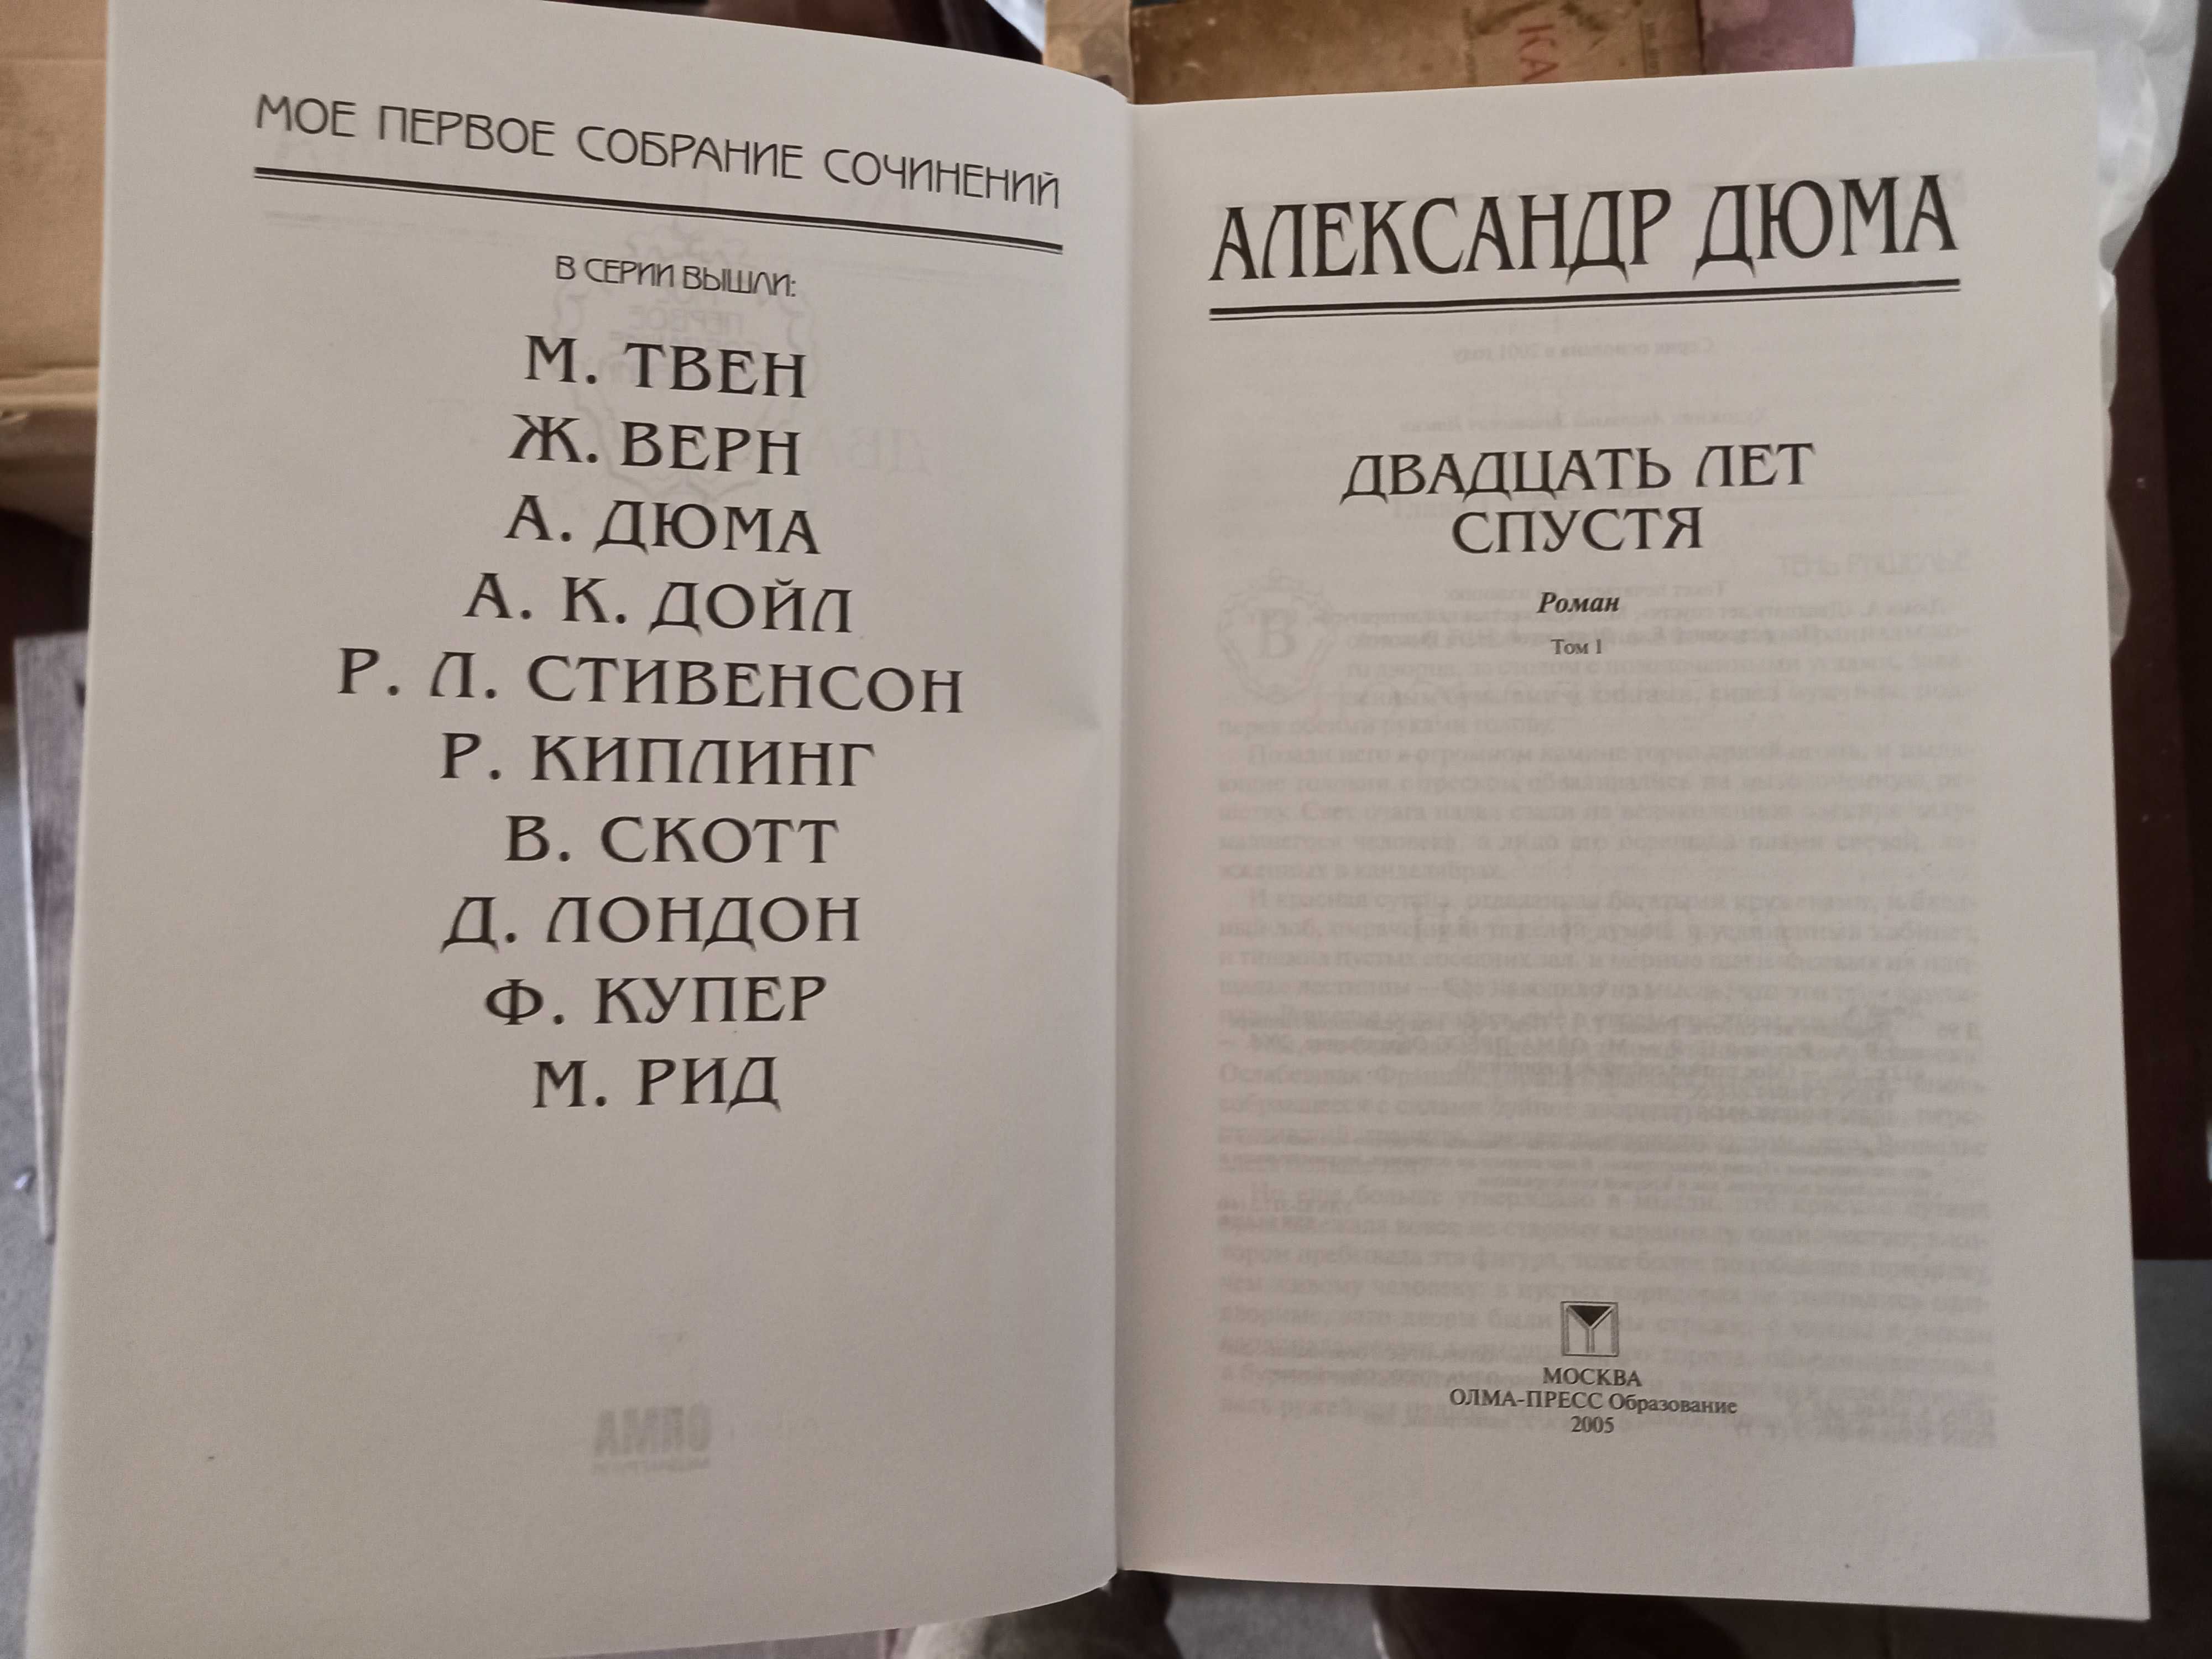 МОЕ ПЕРВОЕ СОБРАНИЕ СОЧИНЕНИЙ
В СЕРИИ ВЫШЛИ:
М. ТВЕН
Ж. ВЕРН
А. ДЮМА
А. К. ДОЙЛ
Р. Л. СТИВЕНСОН
Р. КИПЛИНГ
В. СКОТТ
Д. ЛОНДОН
Ф. КУПЕР
М. РИД
АЛЕКСАНДР ДЮМА
ДВАДЦАТЬ ЛЕТ
СПУСТЯ
Роман
Том 1
МОСКВА
ОЛМА-ПРЕСС Образование
2005
КА